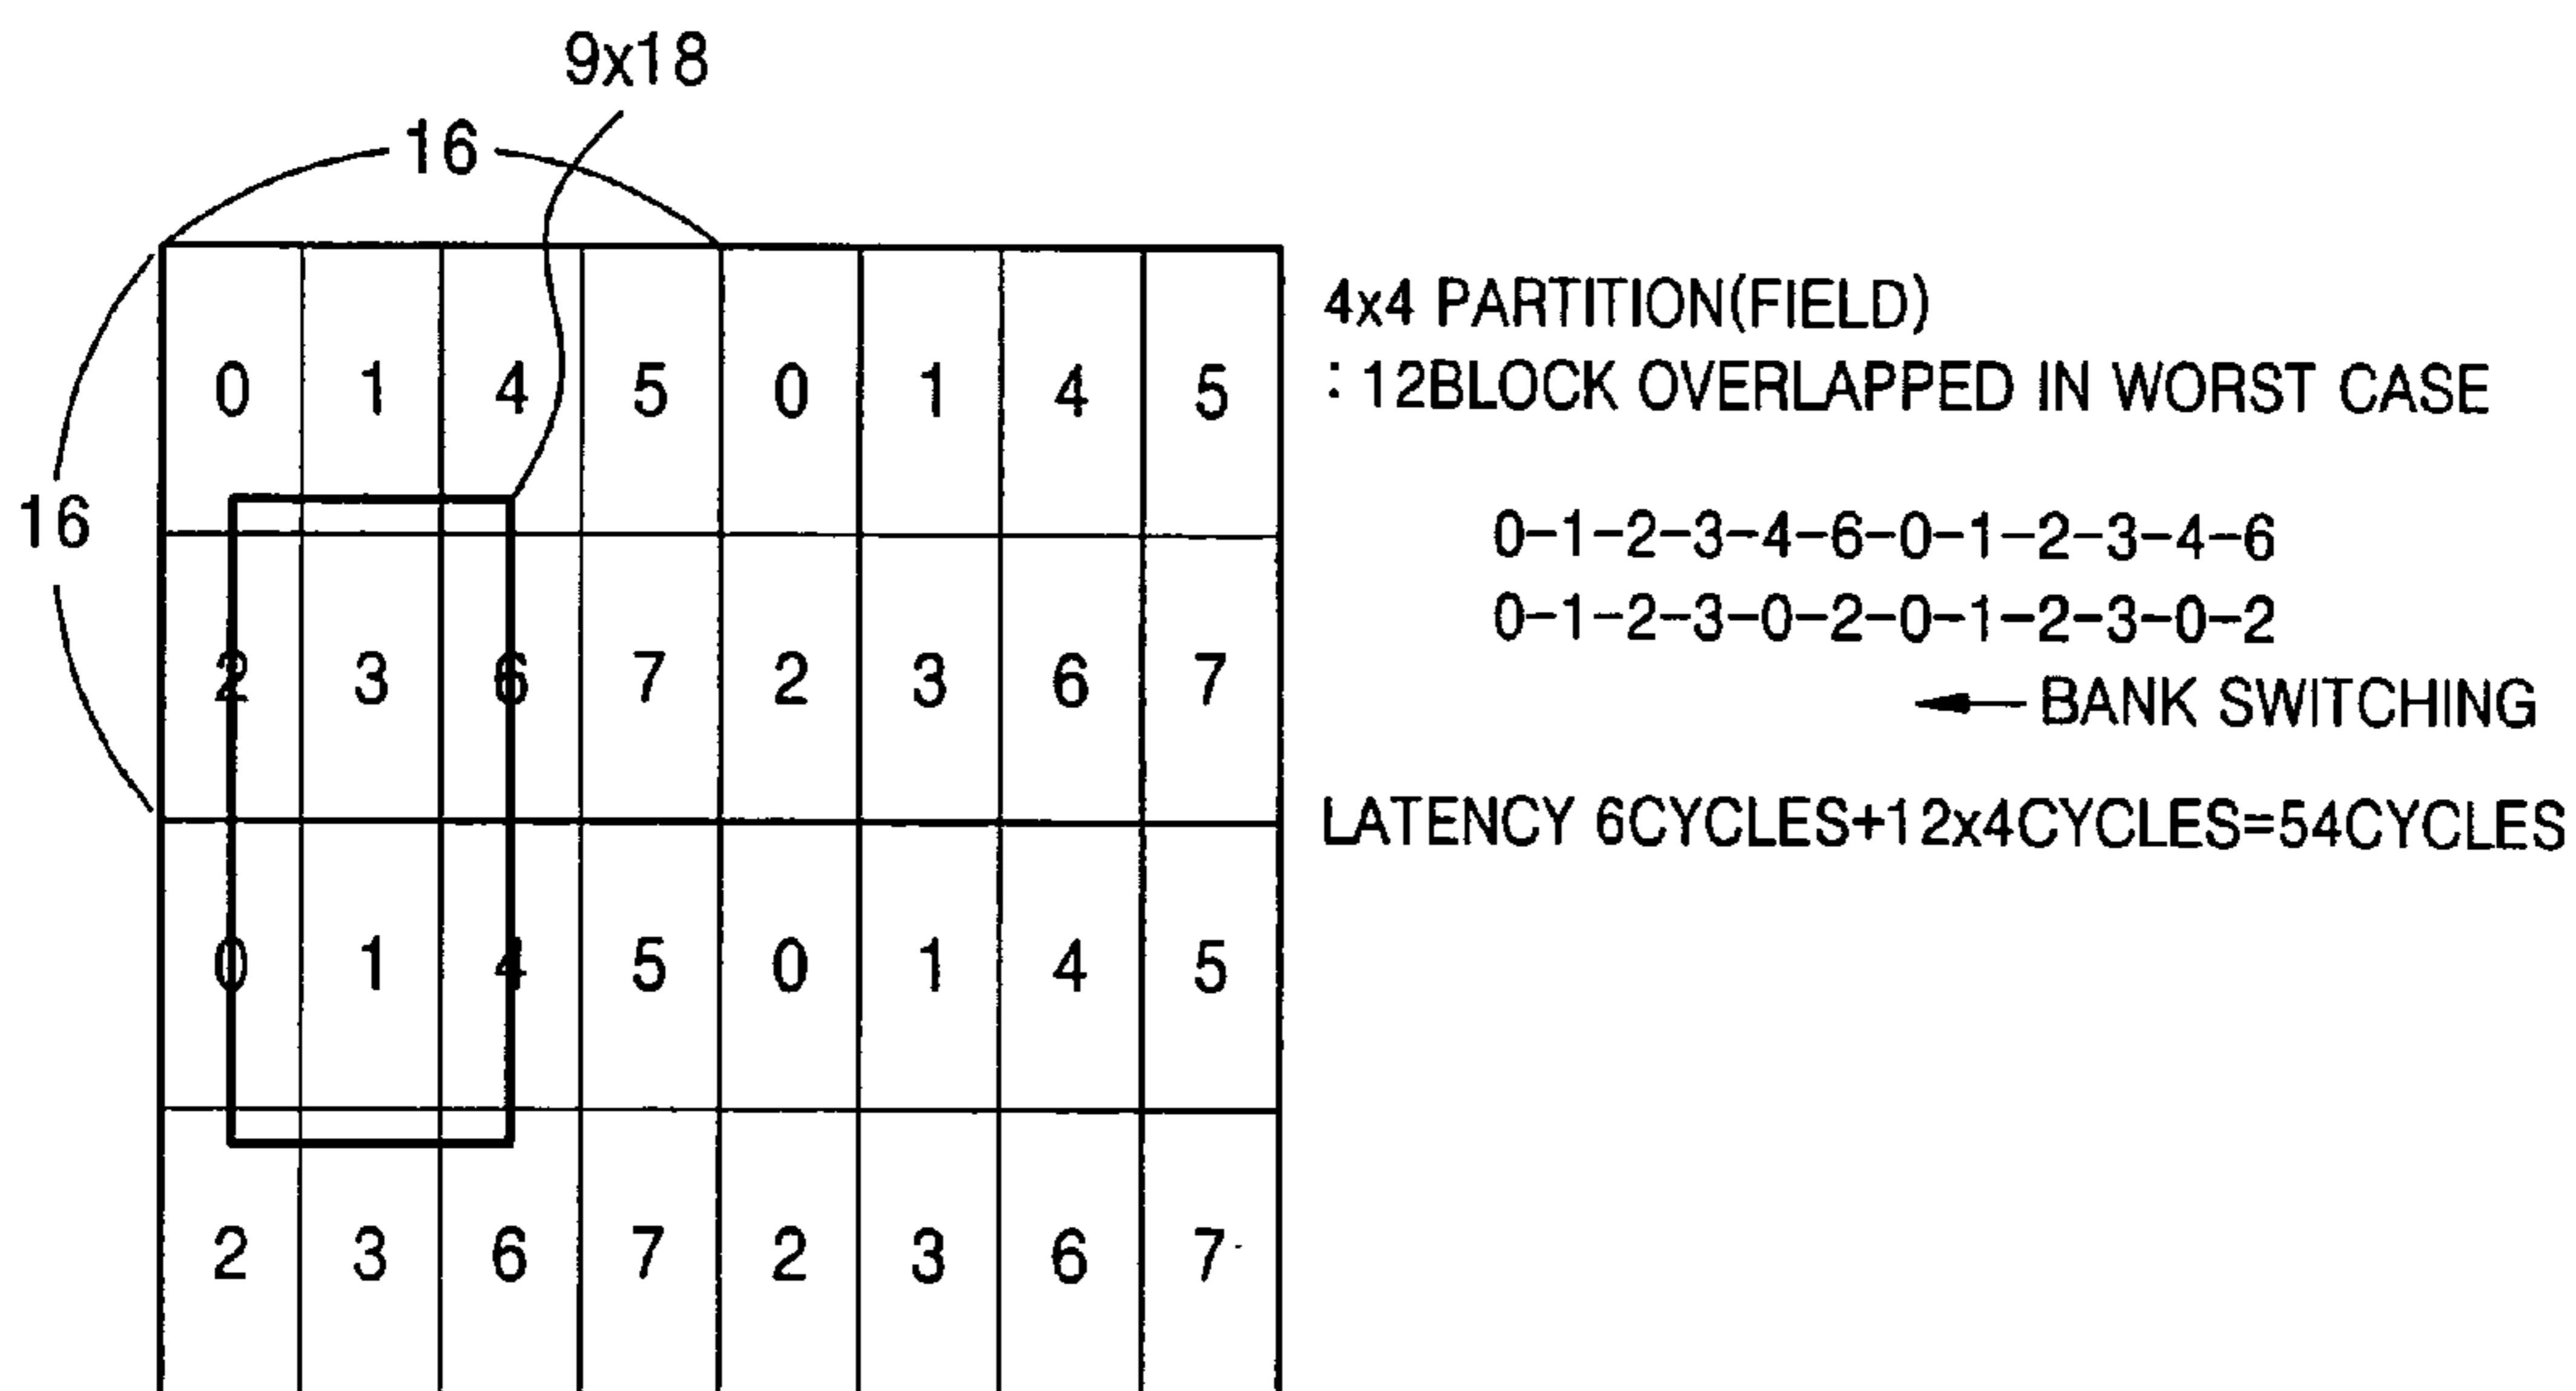 9x18
16
16
0 1 4 5 0 1 4 5
2 3 6 7 2 3 6 7
0 1 4 5 0 1 4 5
2 3 6 7 2 3 6 7
4x4 PARTITION(FIELD)
: 12BLOCK OVERLAPPED IN WORST CASE
0-1-2-3-4-6-0-1-2-3-4-6
0-1-2-3-0-2-0-1-2-3-0-2
BANK SWITCHING
LATENCY 6CYCLES+12x4CYCLES=54CYCLES